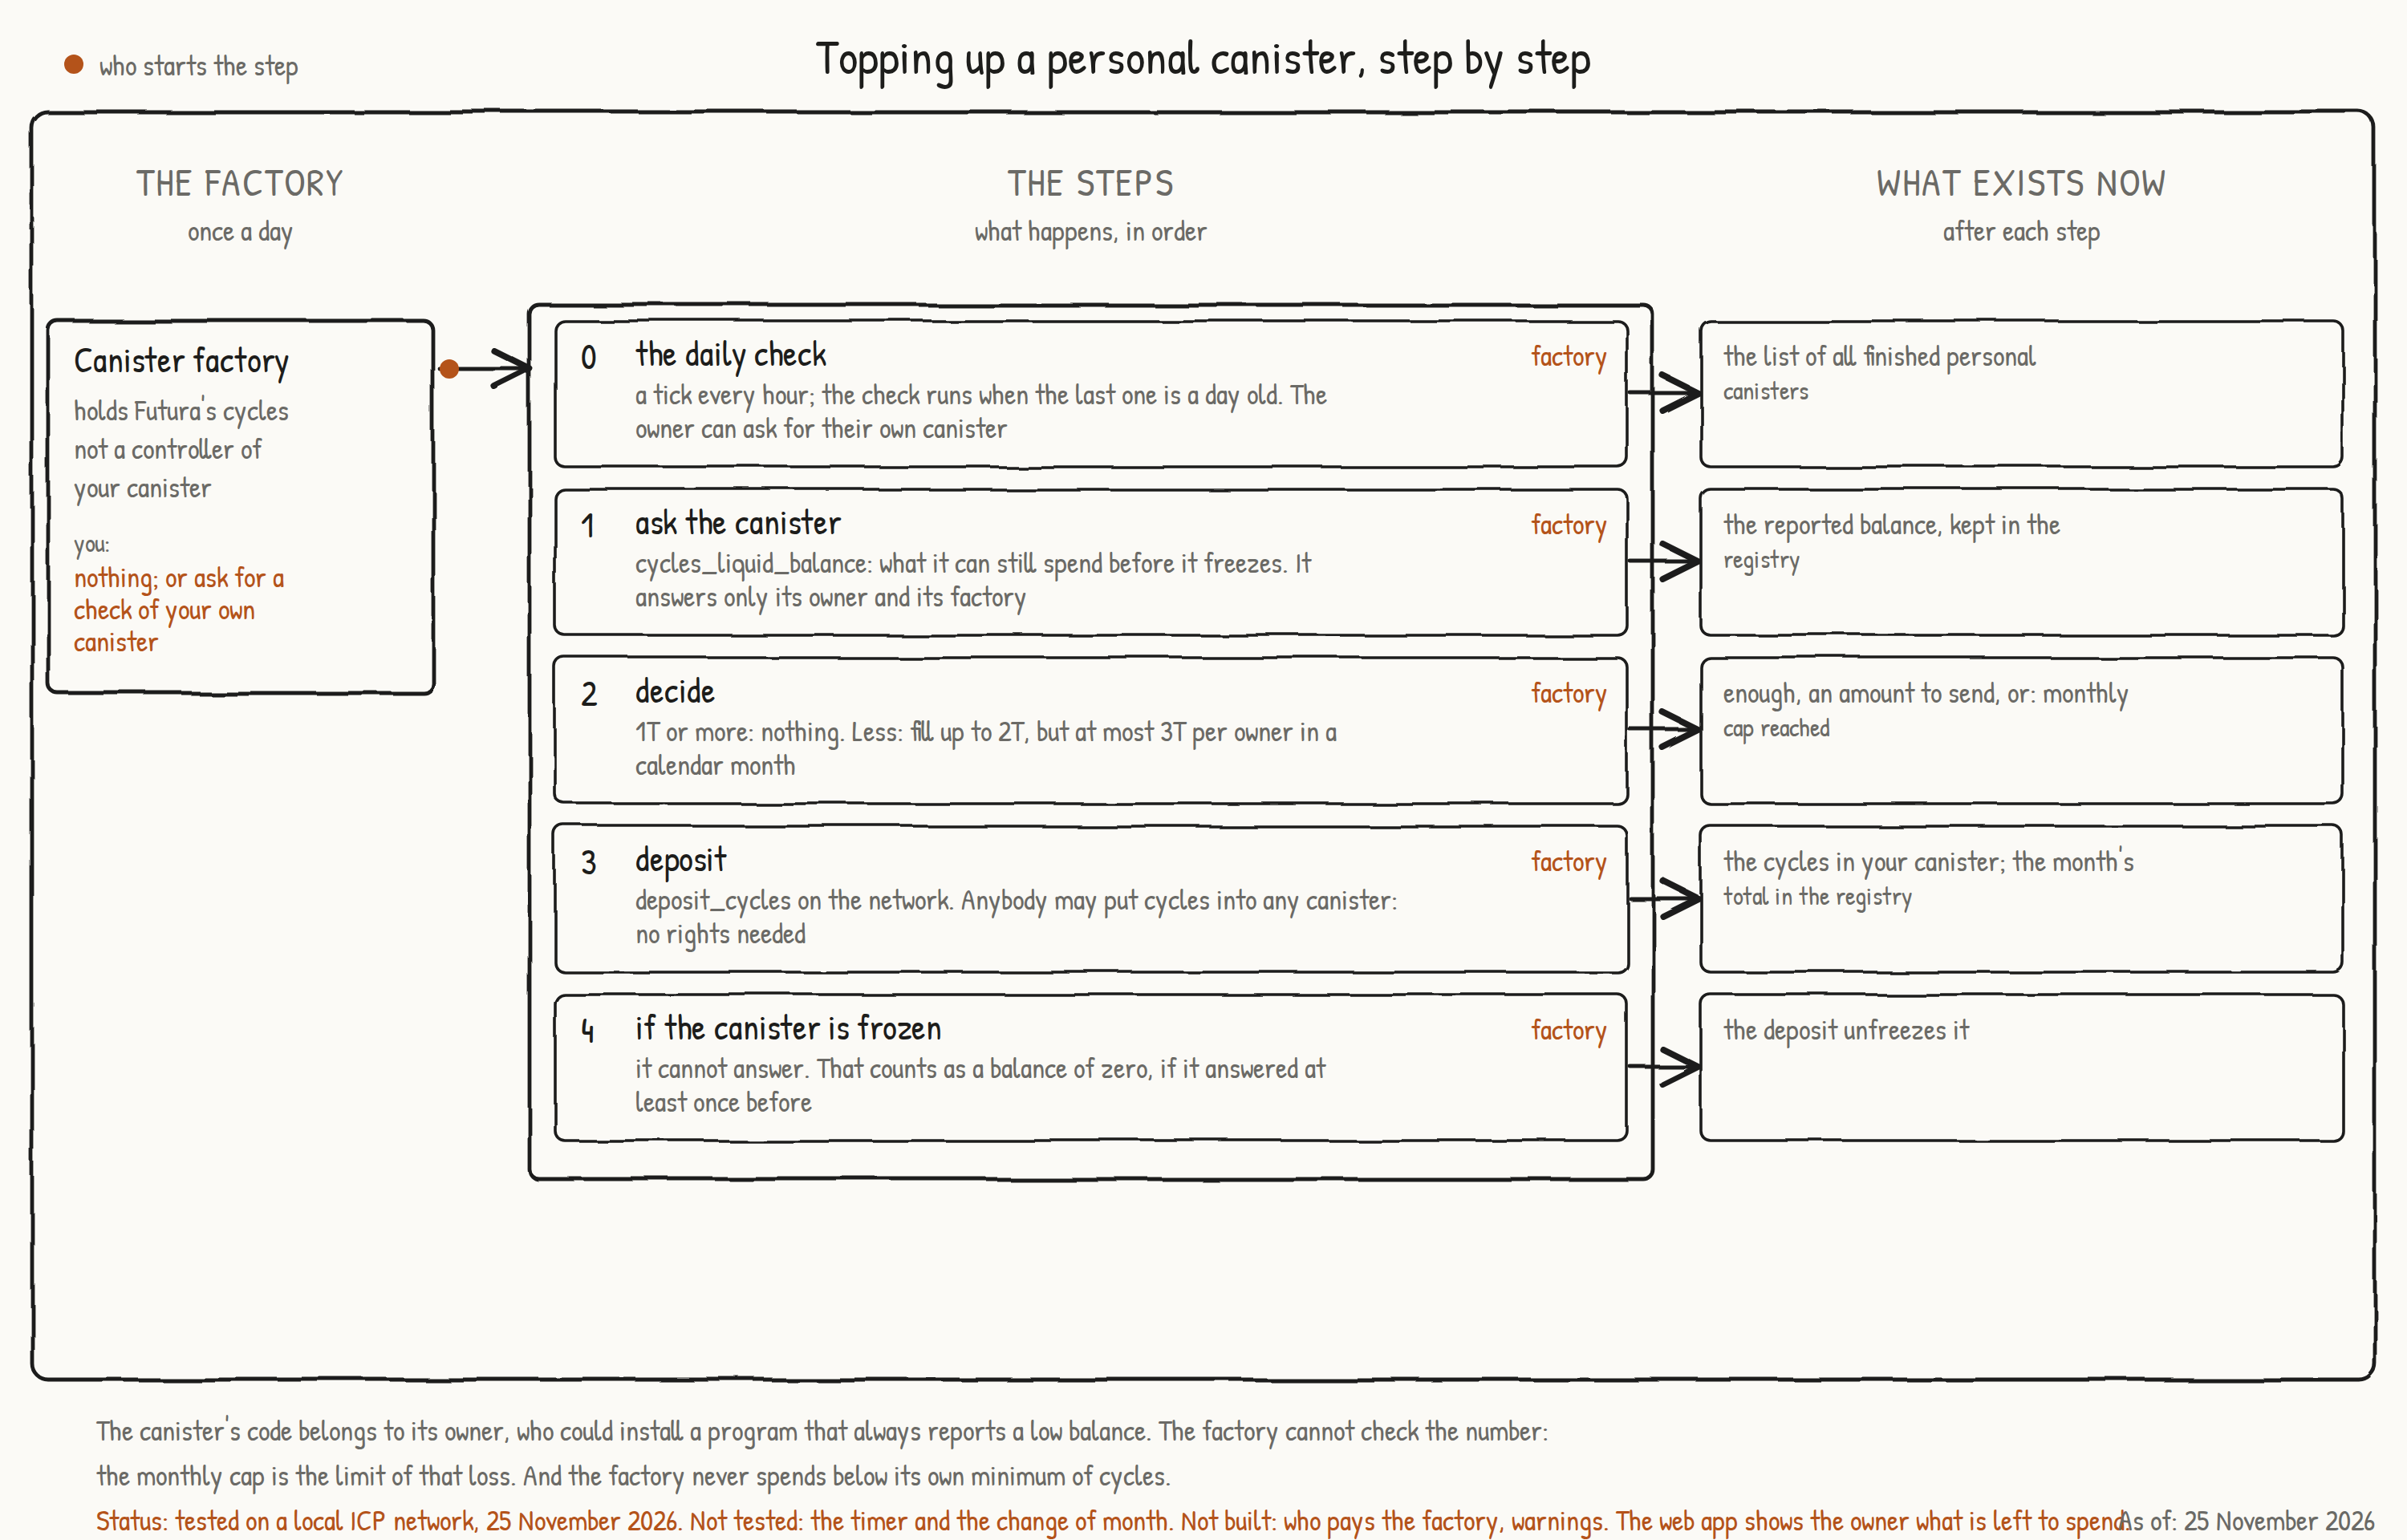 who starts the step
Topping up a personal canister, step by step
THE FACTORY
once a day
THE STEPS
what happens, in order
WHAT EXISTS NOW
after each step
Canister factory
holds Futura's cycles
not a controller of
your canister
you:
nothing; or ask for a
check of your own
canister
0 the daily check factory
a tick every hour; the check runs when the last one is a day old. The
owner can ask for their own canister
the list of all finished personal
canisters
1 ask the canister factory
cycles_liquid_balance: what it can still spend before it freezes. It
answers only its owner and its factory
the reported balance, kept in the
registry
2 decide factory
1T or more: nothing. Less: fill up to 2T, but at most 3T per owner in a
calendar month
enough, an amount to send, or: monthly
cap reached
3 deposit factory
deposit_cycles on the network. Anybody may put cycles into any canister:
no rights needed
the cycles in your canister; the month's
total in the registry
4 if the canister is frozen factory
it cannot answer. That counts as a balance of zero, if it answered at
least once before
the deposit unfreezes it
The canister's code belongs to its owner, who could install a program that always reports a low balance. The factory cannot check the number:
the monthly cap is the limit of that loss. And the factory never spends below its own minimum of cycles.
Status: tested on a local ICP network, 25 November 2026. Not tested: the timer and the change of month. Not built: who pays the factory, warnings. The web app shows the owner what is left to spend.
As of: 25 November 2026